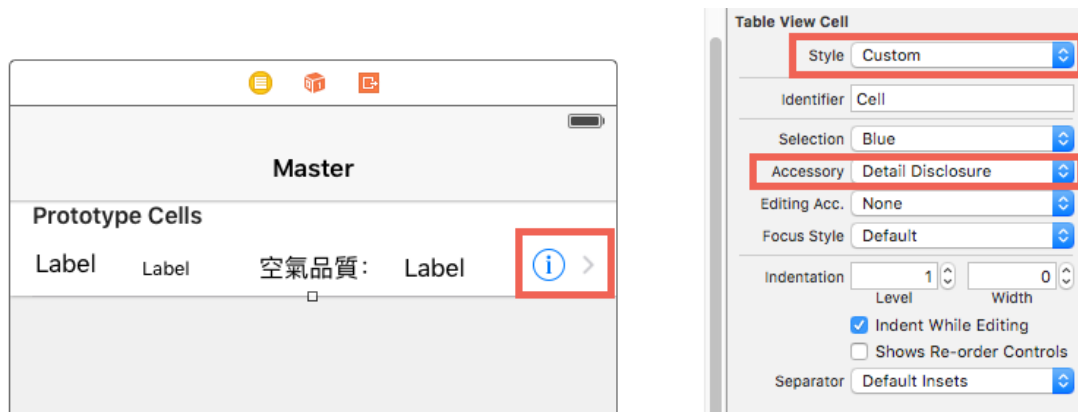 Master
Prototype Cells
Label Label 空氣品質： Label
Table View Cell
Style Custom
Identifier Cell
Selection Blue
Accessory Detail Disclosure
Editing Acc. None
Focus Style Default
Indentation 1 0
Level Width
Indent While Editing
Shows Re-order Controls
Separator Default Insets